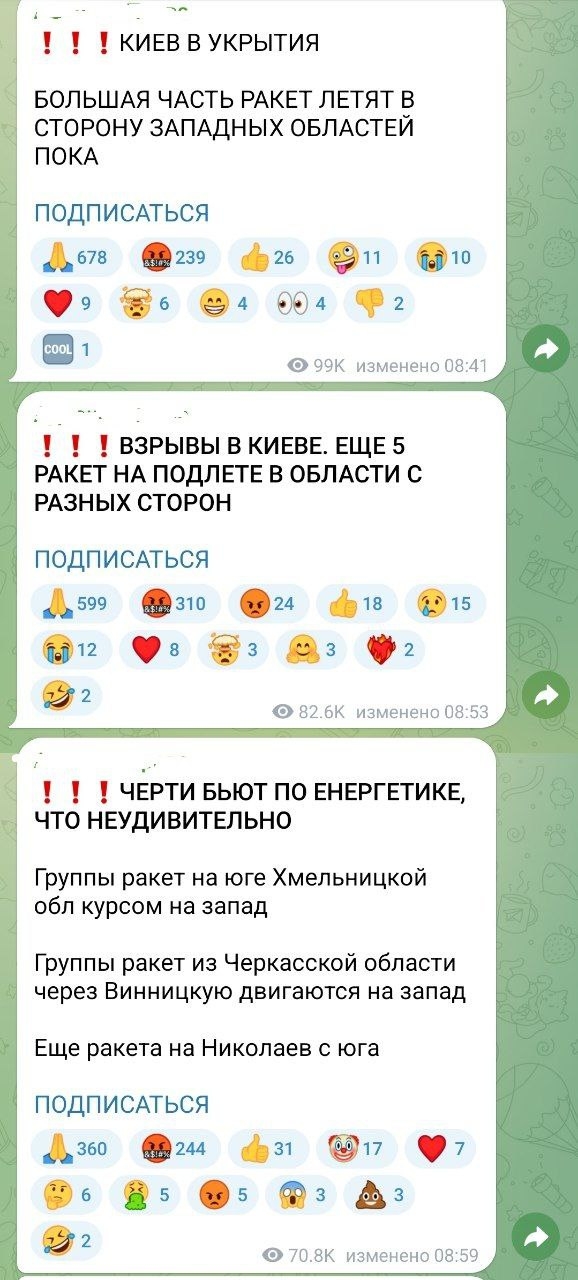 ❗❗❗КИЕВ В УКРЫТИЯ
БОЛЬШАЯ ЧАСТЬ РАКЕТ ЛЕТЯТ В
СТОРОНУ ЗАПАДНЫХ ОБЛАСТЕЙ
ПОКА
ПОДПИСАТЬСЯ
678 239 26 11 10
9 6 4 4 2
COOL 1
99K изменено 08:41
❗❗❗ВЗРЫВЫ В КИЕВЕ. ЕЩЕ 5
РАКЕТ НА ПОДЛЕТЕ В ОБЛАСТИ С
РАЗНЫХ СТОРОН
ПОДПИСАТЬСЯ
599 310 24 18 15
12 8 3 3 2
2
82.6K изменено 08:53
❗❗❗ЧЕРТИ БЬЮТ ПО ЕНЕРГЕТИКЕ,
ЧТО НЕУДИВИТЕЛЬНО
Группы ракет на юге Хмельницкой
обл курсом на запад
Группы ракет из Черкасской области
через Винницкую двигаются на запад
Еще ракета на Николаев с юга
ПОДПИСАТЬСЯ
360 244 31 17 7
6 5 5 3 3
2
70.8K изменено 08:59